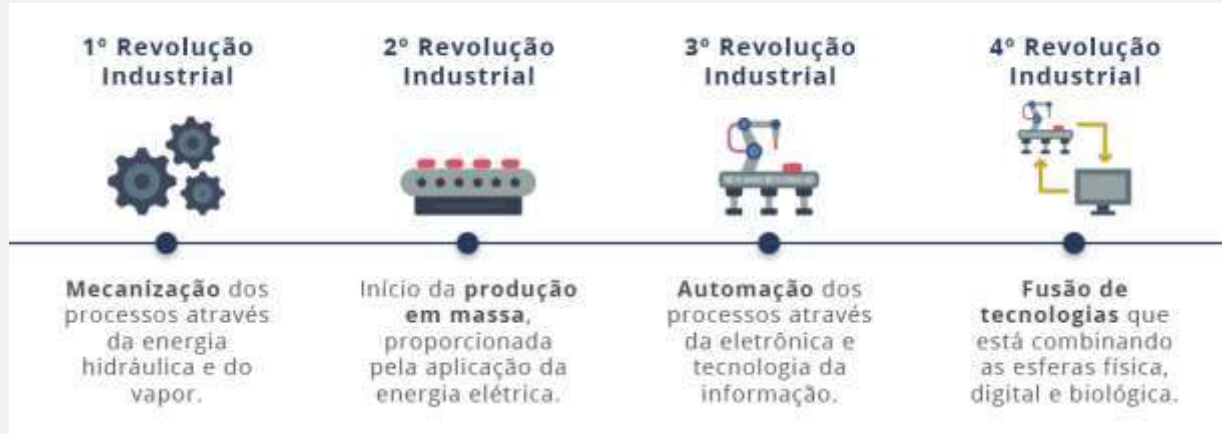 1º Revolução
Industrial
2º Revolução
Industrial
3º Revolução
Industrial
4º Revolução
Industrial
Mecanização dos
processos através
da energia
hidráulica e do
vapor.
Início da produção
em massa,
proporcionada
pela aplicação da
energia elétrica.
Automação dos
processos através
da eletrônica e
tecnologia da
informação.
Fusão de
tecnologias que
está combinando
as esferas física,
digital e biológica.